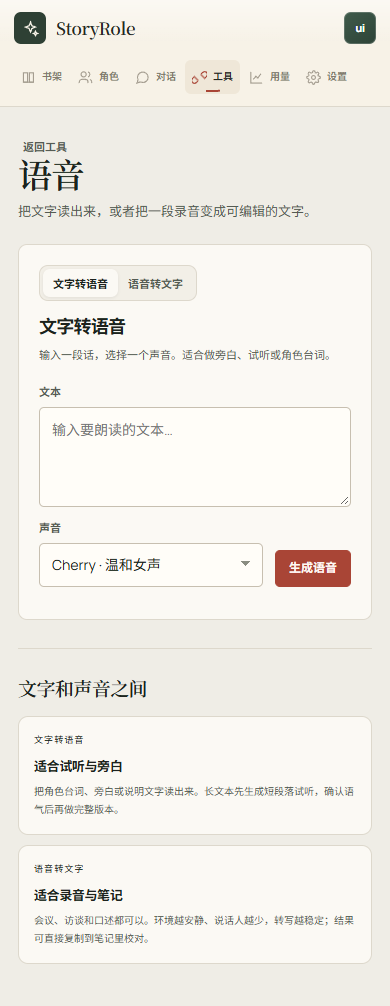 StoryRole
ui
书架 角色 对话 工具 用量 设置
返回工具
语音
把文字读出来，或者把一段录音变成可编辑的文字。
文字转语音 语音转文字
文字转语音
输入一段话，选择一个声音。适合做旁白、试听或角色台词。
文本
输入要朗读的文本...
声音
Cherry · 温和女声
生成语音
文字和声音之间
文字转语音
适合试听与旁白
把角色台词、旁白或说明文字读出来。长文本先生成短段落试听，确认语
气后再做完整版本。
语音转文字
适合录音与笔记
会议、访谈和口述都可以。环境越安静、说话人越少，转写越稳定；结果
可直接复制到笔记里校对。